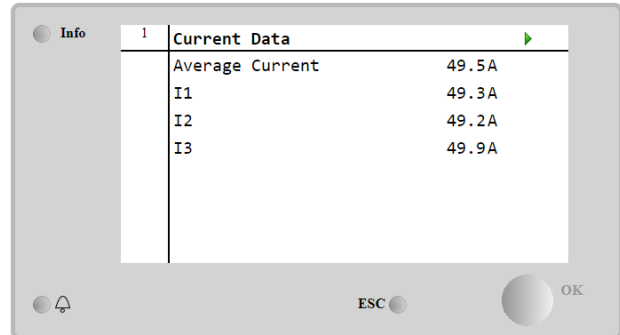 Info
1 Current Data
Average Current 49.5A
I1 49.3A
I2 49.2A
I3 49.9A
ESC
OK